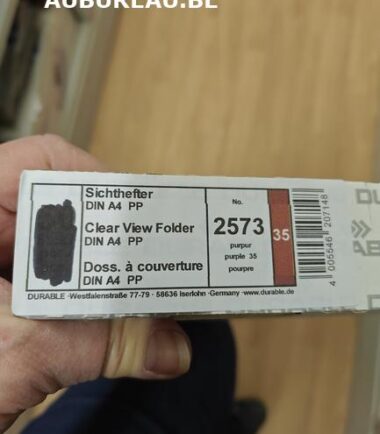 AUBUREAU.BE
Sichthefter
DIN A4 PP
Clear View Folder
DIN A4 PP
Doss. à couverture
DIN A4 PP
No.
2573
purpur
purple 35
pourpre
35
4 005546 207148
DURABLE ·Westfalenstraße 77-79 · 58636 Iserlohn ·Germany ·www.durable.de